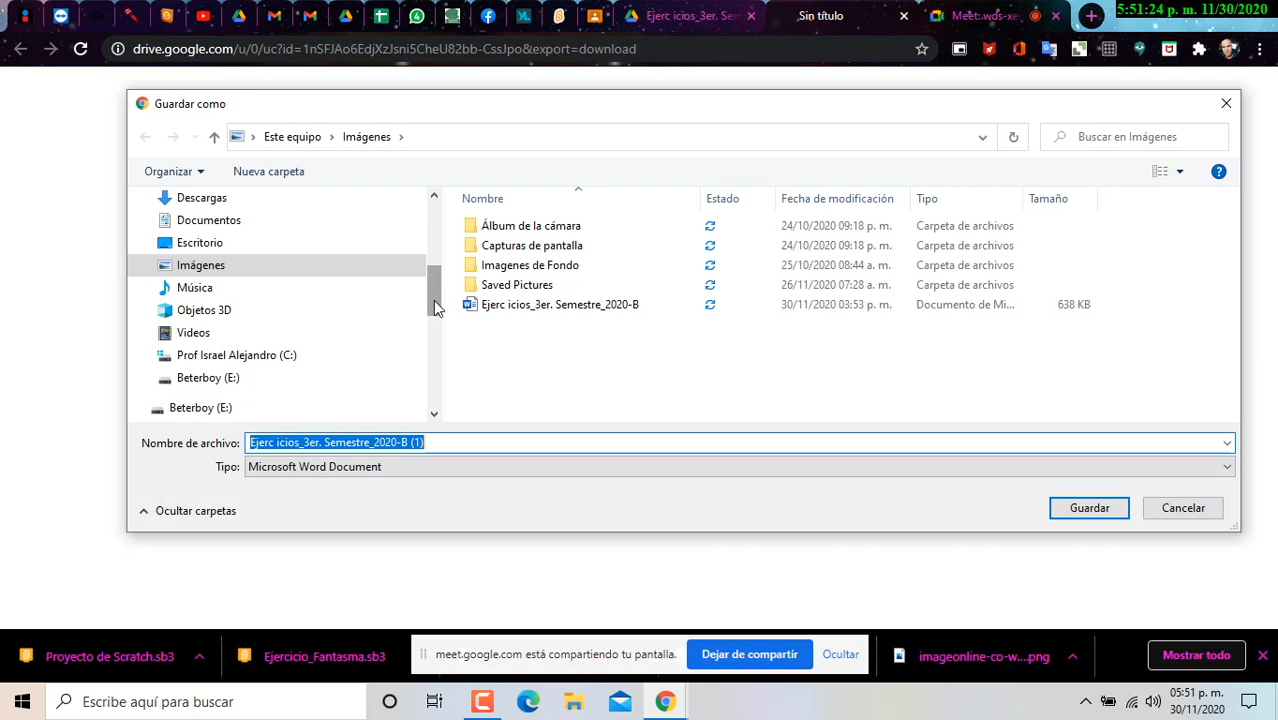 5:51:24 p. m. 11/30/2020
Ejerc icios_3er. Sem
Sin título
Meet:wds-xe
drive.google.com/u/0/uc?id=1nSFJAo6EdjXzJsni5CheU82bb-CssJpo&export=download
Guardar como
Este equipo
Imágenes
Buscar en Imágenes
Organizar
Nueva carpeta
Descargas
Documentos
Escritorio
Imágenes
Música
Objetos 3D
Videos
Prof Israel Alejandro (C:)
Beterboy (E:)
Beterboy (E:)
Nombre Estado Fecha de modificación Tipo Tamaño
Álbum de la cámara 24/10/2020 09:18 p. m. Carpeta de archivos
Capturas de pantalla 24/10/2020 09:18 p. m. Carpeta de archivos
Imagenes de Fondo 25/10/2020 08:44 a. m. Carpeta de archivos
Saved Pictures 26/11/2020 07:28 a. m. Carpeta de archivos
Ejerc icios_3er. Semestre_2020-B 30/11/2020 03:53 p. m. Documento de Mi... 638 KB
Nombre de archivo: Ejerc icios_3er. Semestre_2020-B (1)
Tipo: Microsoft Word Document
Ocultar carpetas
Guardar
Cancelar
Proyecto de Scratch.sb3
Ejercicio_Fantasma.sb3
meet.google.com está compartiendo tu pantalla.
Dejar de compartir
Ocultar
imageonline-co-w....png
Mostrar todo
Escribe aquí para buscar
05:51 p. m.
30/11/2020